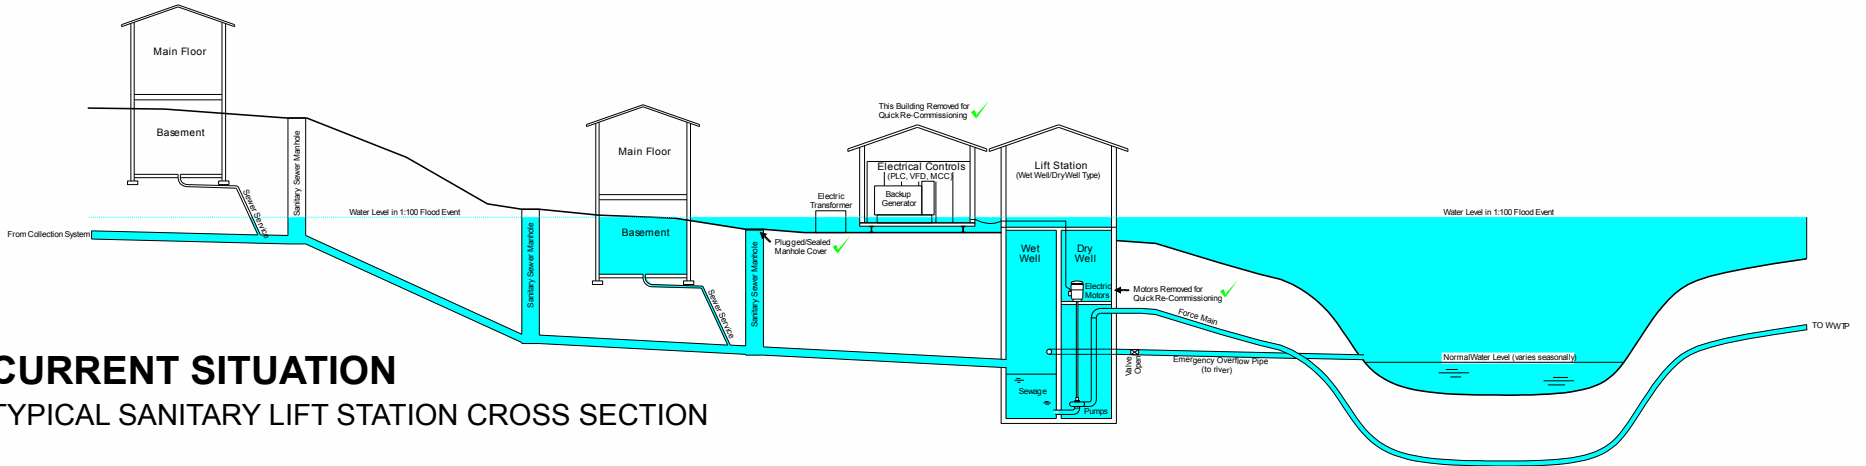 This Building Removed for
Quick Re-Commissioning
Main Floor
Basement
Sanitary Sewer Manhole
Sewer Service
Water Level in 1:100 Flood Event
From Collection System
Sanitary Sewer Manhole
Main Floor
Basement
Sewer Service
Sanitary Sewer Manhole
Plugged/Sealed
Manhole Cover
Electric
Transformer
Electrical Controls
(PLC, VFD, MCC)
Backup
Generator
Lift Station
(Wet Well/DryWell Type)
Wet
Well
Dry
Well
Electric
Motors
Motors Removed for
Quick Re-Commissioning
Force Main
Valve
Open
Emergency Overflow Pipe
(to river)
Sewage
Pumps
Water Level in 1:100 Flood Event
Normal Water Level (varies seasonally)
TO WWTP
CURRENT SITUATION
TYPICAL SANITARY LIFT STATION CROSS SECTION